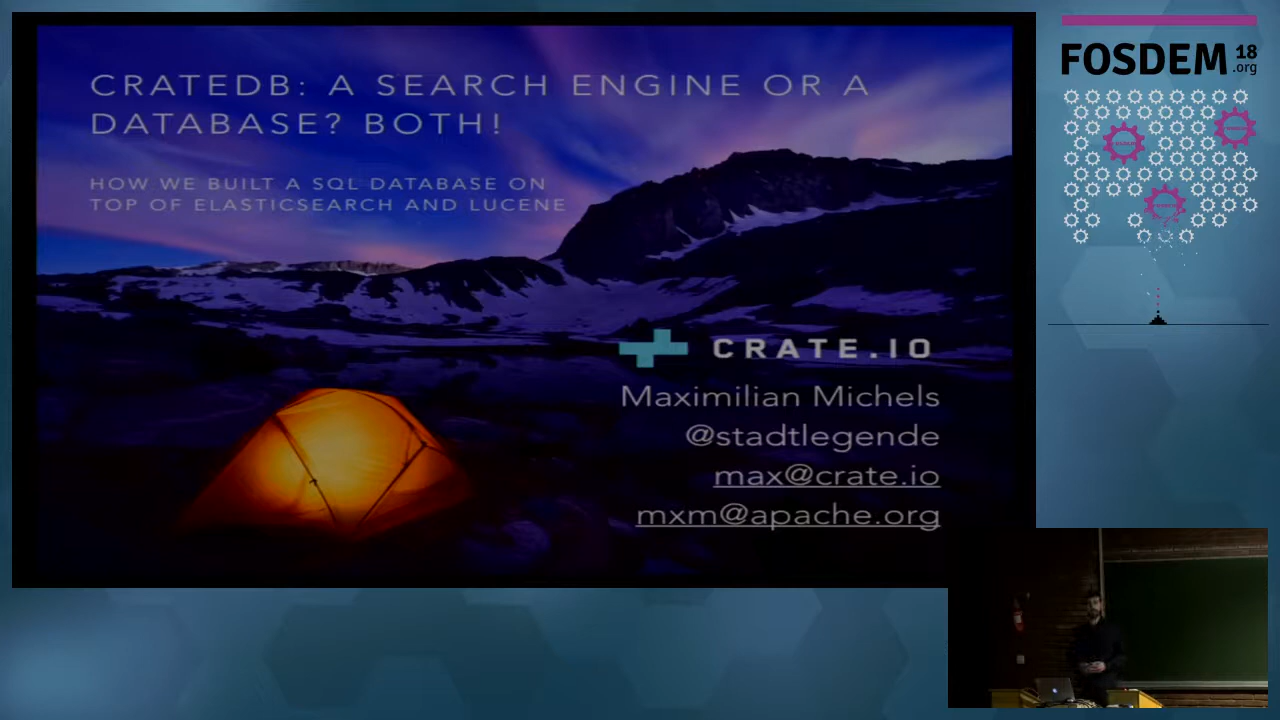 CRATEDB: A SEARCH ENGINE OR A
DATABASE? BOTH!
HOW WE BUILT A SQL DATABASE ON
TOP OF ELASTICSEARCH AND LUCENE
CRATE.IO
Maximilian Michels
@stadtlegende
max@crate.io
mxm@apache.org
FOSDEM 18
.org